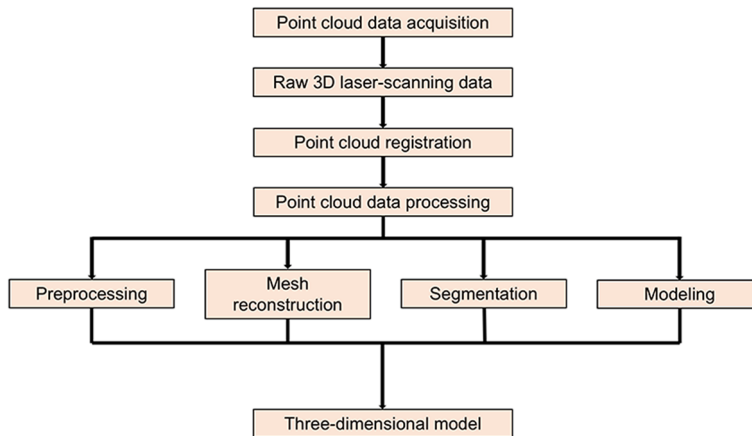 Point cloud data acquisition
Raw 3D laser-scanning data
Point cloud registration
Point cloud data processing
Preprocessing
Mesh
reconstruction
Segmentation
Modeling
Three-dimensional model